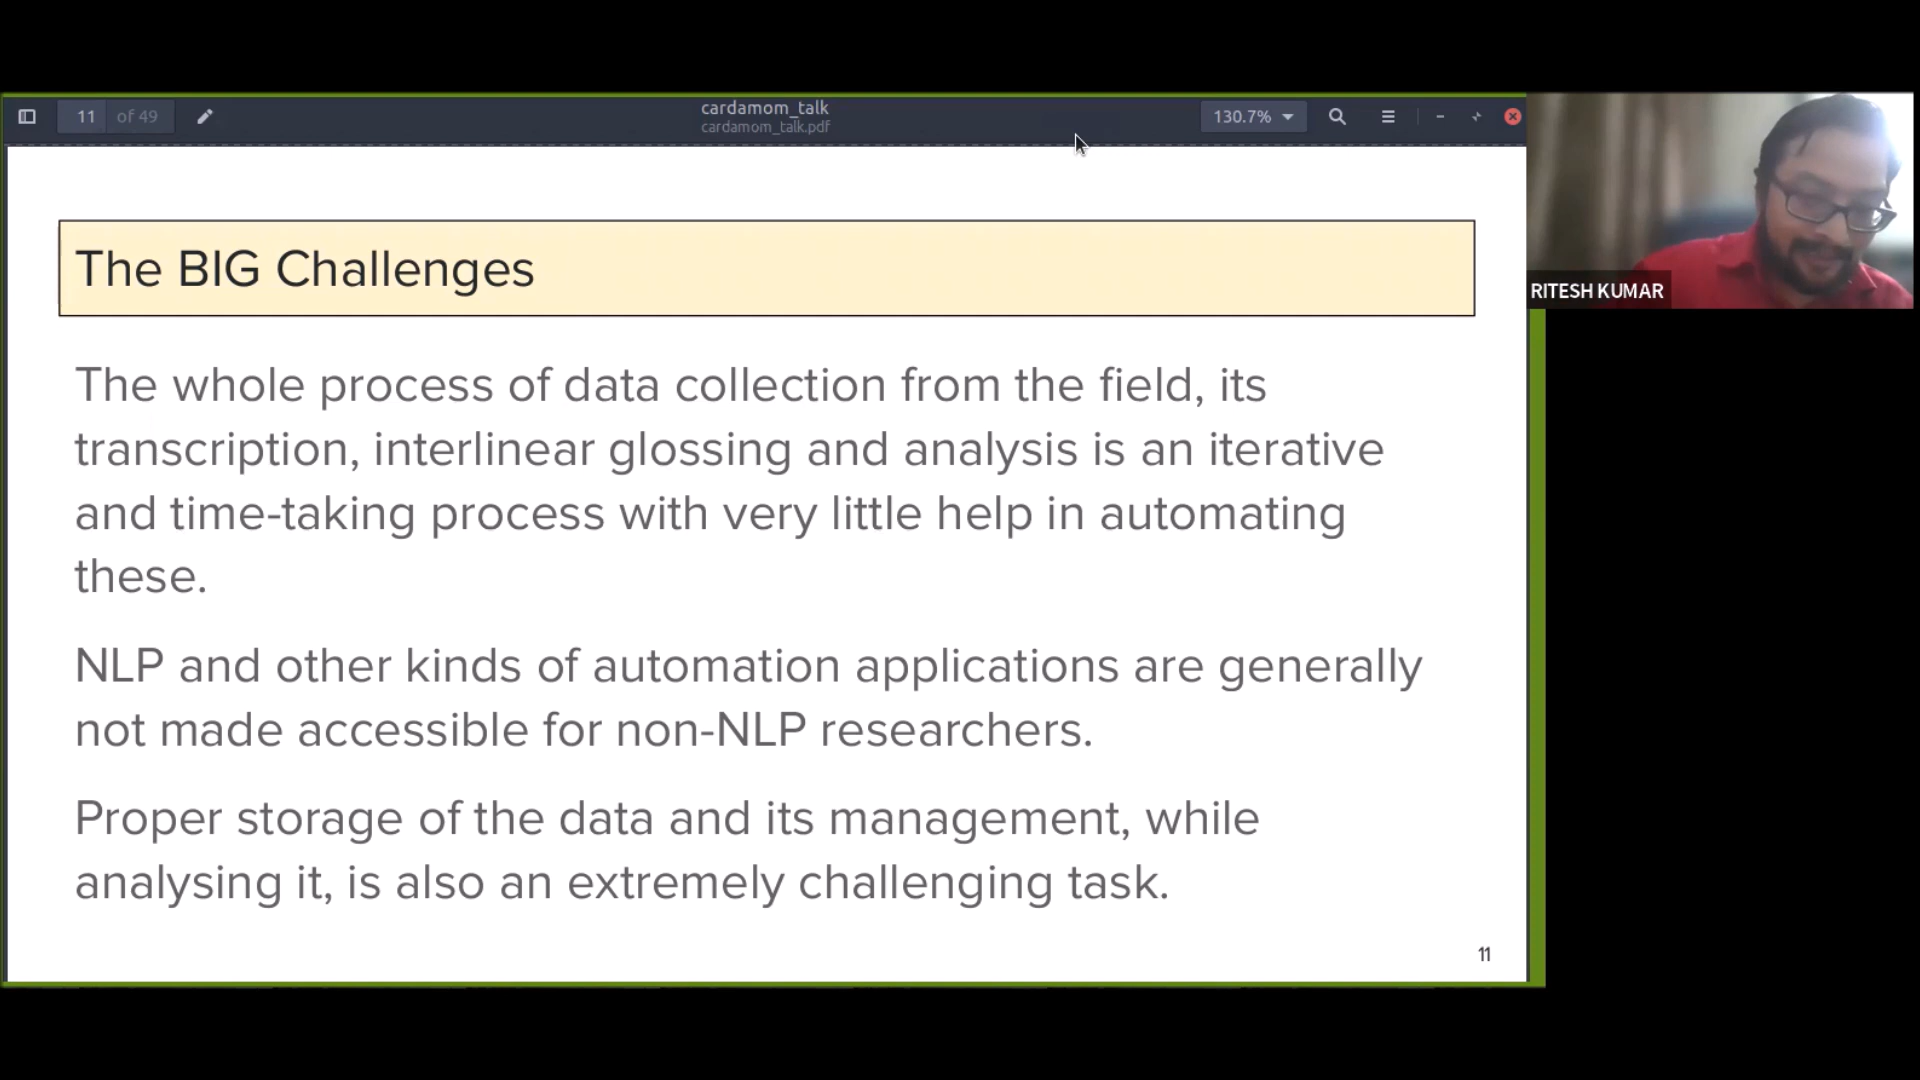 11 of 49
cardamom_talk
cardamom_talk.pdf
130.7%
RITESH KUMAR
The BIG Challenges
The whole process of data collection from the field, its
transcription, interlinear glossing and analysis is an iterative
and time-taking process with very little help in automating
these.
NLP and other kinds of automation applications are generally
not made accessible for non-NLP researchers.
Proper storage of the data and its management, while
analysing it, is also an extremely challenging task.
11